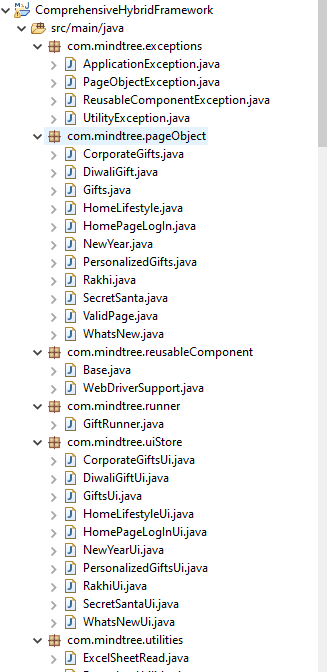 ComprehensiveHybridFramework
src/main/java
com.mindtree.exceptions
ApplicationException.java
PageObjectException.java
ReusableComponentException.java
UtilityException.java
com.mindtree.pageObject
CorporateGifts.java
DiwaliGift.java
Gifts.java
HomeLifestyle.java
HomePageLogIn.java
NewYear.java
PersonalizedGifts.java
Rakhi.java
SecretSanta.java
ValidPage.java
WhatsNew.java
com.mindtree.reusableComponent
Base.java
WebDriverSupport.java
com.mindtree.runner
GiftRunner.java
com.mindtree.uiStore
CorporateGiftsUi.java
DiwaliGiftUi.java
GiftsUi.java
HomeLifestyleUi.java
HomePageLogInUi.java
NewYearUi.java
PersonalizedGiftsUi.java
RakhiUi.java
SecretSantaUi.java
WhatsNewUi.java
com.mindtree.utilities
ExcelSheetRead.java